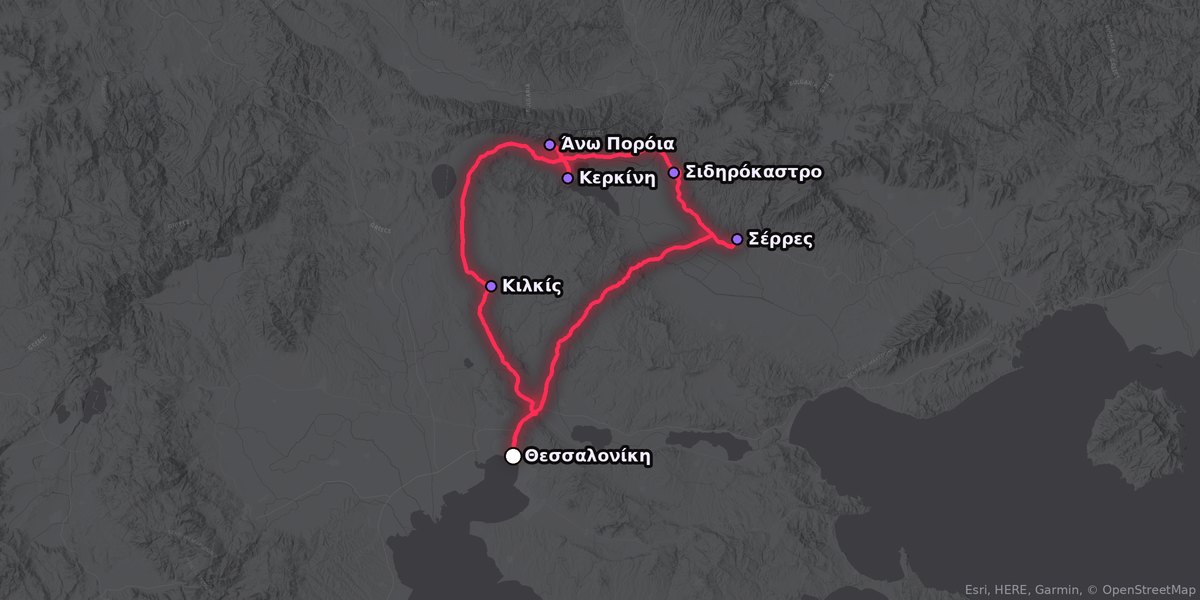 Άνω Πορόια
Σιδηρόκαστρο
Κερκίνη
Σέρρες
Κιλκίς
Θεσσαλονίκη
Esri, HERE, Garmin, © OpenStreetMap